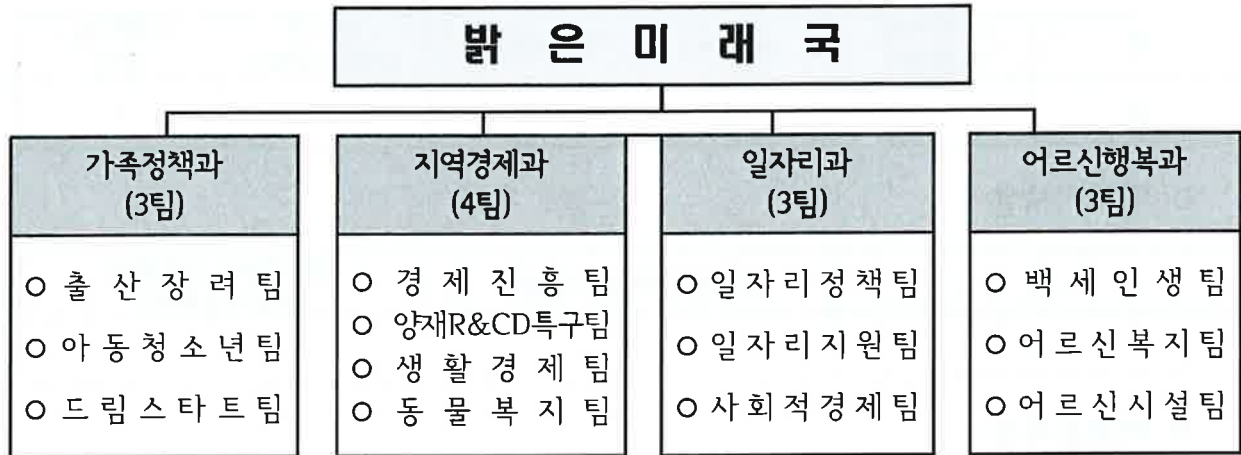 밝 은 미 래 국
가족정책과
(3팀)
○ 출 산 장 려 팀
○ 아 동 청 소 년 팀
○ 드 림 스 타 트 팀
지역경제과
(4팀)
○ 경 제 진 흥 팀
○ 양재R&CD특구팀
○ 생 활 경 제 팀
○ 동 물 복 지 팀
일자리과
(3팀)
○ 일 자 리 정 책 팀
○ 일 자 리 지 원 팀
○ 사 회 적 경 제 팀
어르신행복과
(3팀)
○ 백 세 인 생 팀
○ 어 르 신 복 지 팀
○ 어 르 신 시 설 팀